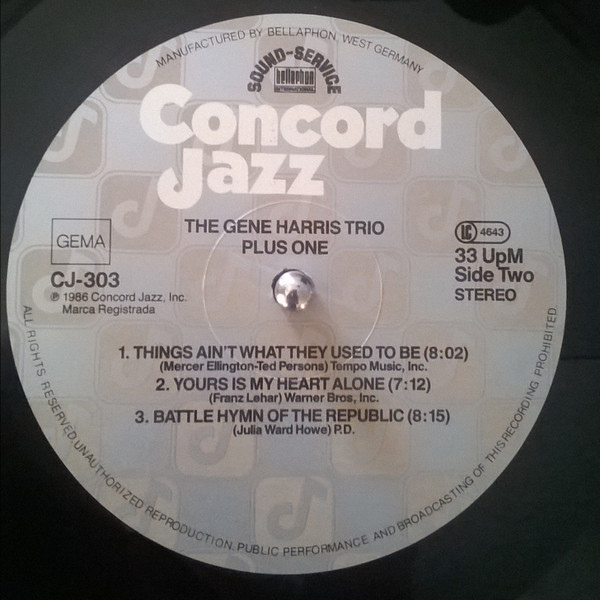 MANUFACTURED BY BELLAPHON, WEST GERMANY
SOUND-SERVICE
bellaphon
INTERNATIONAL
Concord
Jazz
THE GENE HARRIS TRIO
PLUS ONE
GEMA
LC 4643
CJ-303
℗ 1986 Concord Jazz, Inc.
Marca Registrada
33 UpM
Side Two
STEREO
1. THINGS AIN'T WHAT THEY USED TO BE (8:02)
(Mercer Ellington-Ted Persons) Tempo Music, Inc.
2. YOURS IS MY HEART ALONE (7:12)
(Franz Lehar) Warner Bros, Inc.
3. BATTLE HYMN OF THE REPUBLIC (8:15)
(Julia Ward Howe) P.D.
ALL RIGHTS RESERVED. UNAUTHORIZED REPRODUCTION, PUBLIC PERFORMANCE AND BROADCASTING OF THIS RECORDING PROHIBITED.